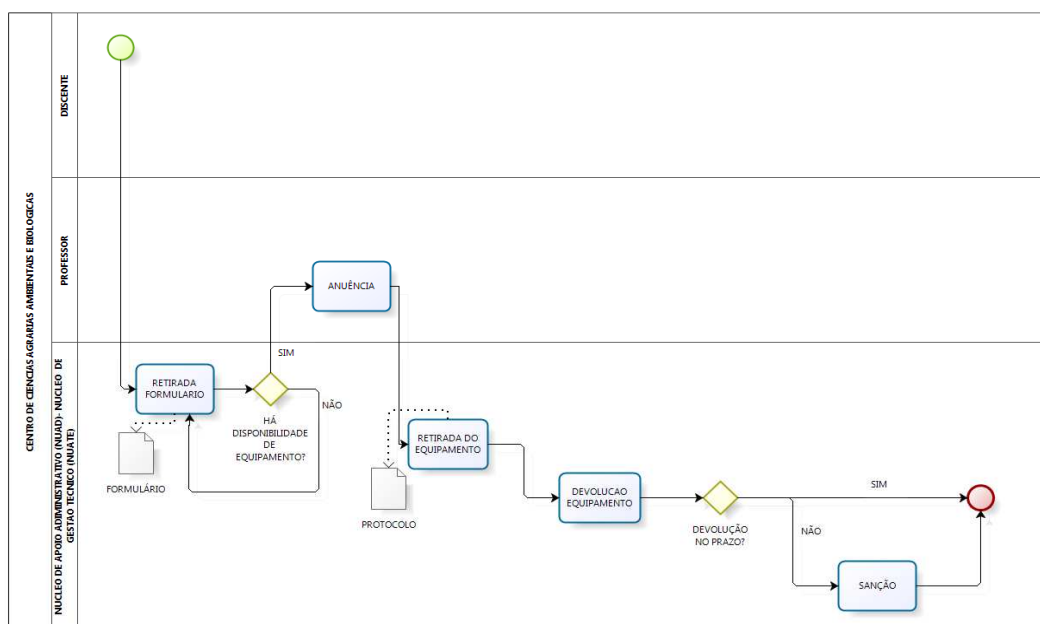 CENTRO DE CIENCIAS AGRARIAS AMBIENTAIS E BIOLOGICAS
DISCENTE
PROFESSOR
ANUÊNCIA
NUCLEO DE APOIO ADIMINISTRATIVO (NUAD)- NUCLEO DE
GESTAO TECNICO (NUATE)
RETIRADA
FORMULARIO
SIM
NÃO
HÁ
DISPONIBILIDADE
DE
EQUIPAMENTO?
FORMULÁRIO
RETIRADA DO
EQUIPAMENTO
PROTOCOLO
DEVOLUCAO
EQUIPAMENTO
DEVOLUÇÃO
NO PRAZO?
SIM
NÃO
SANÇÃO